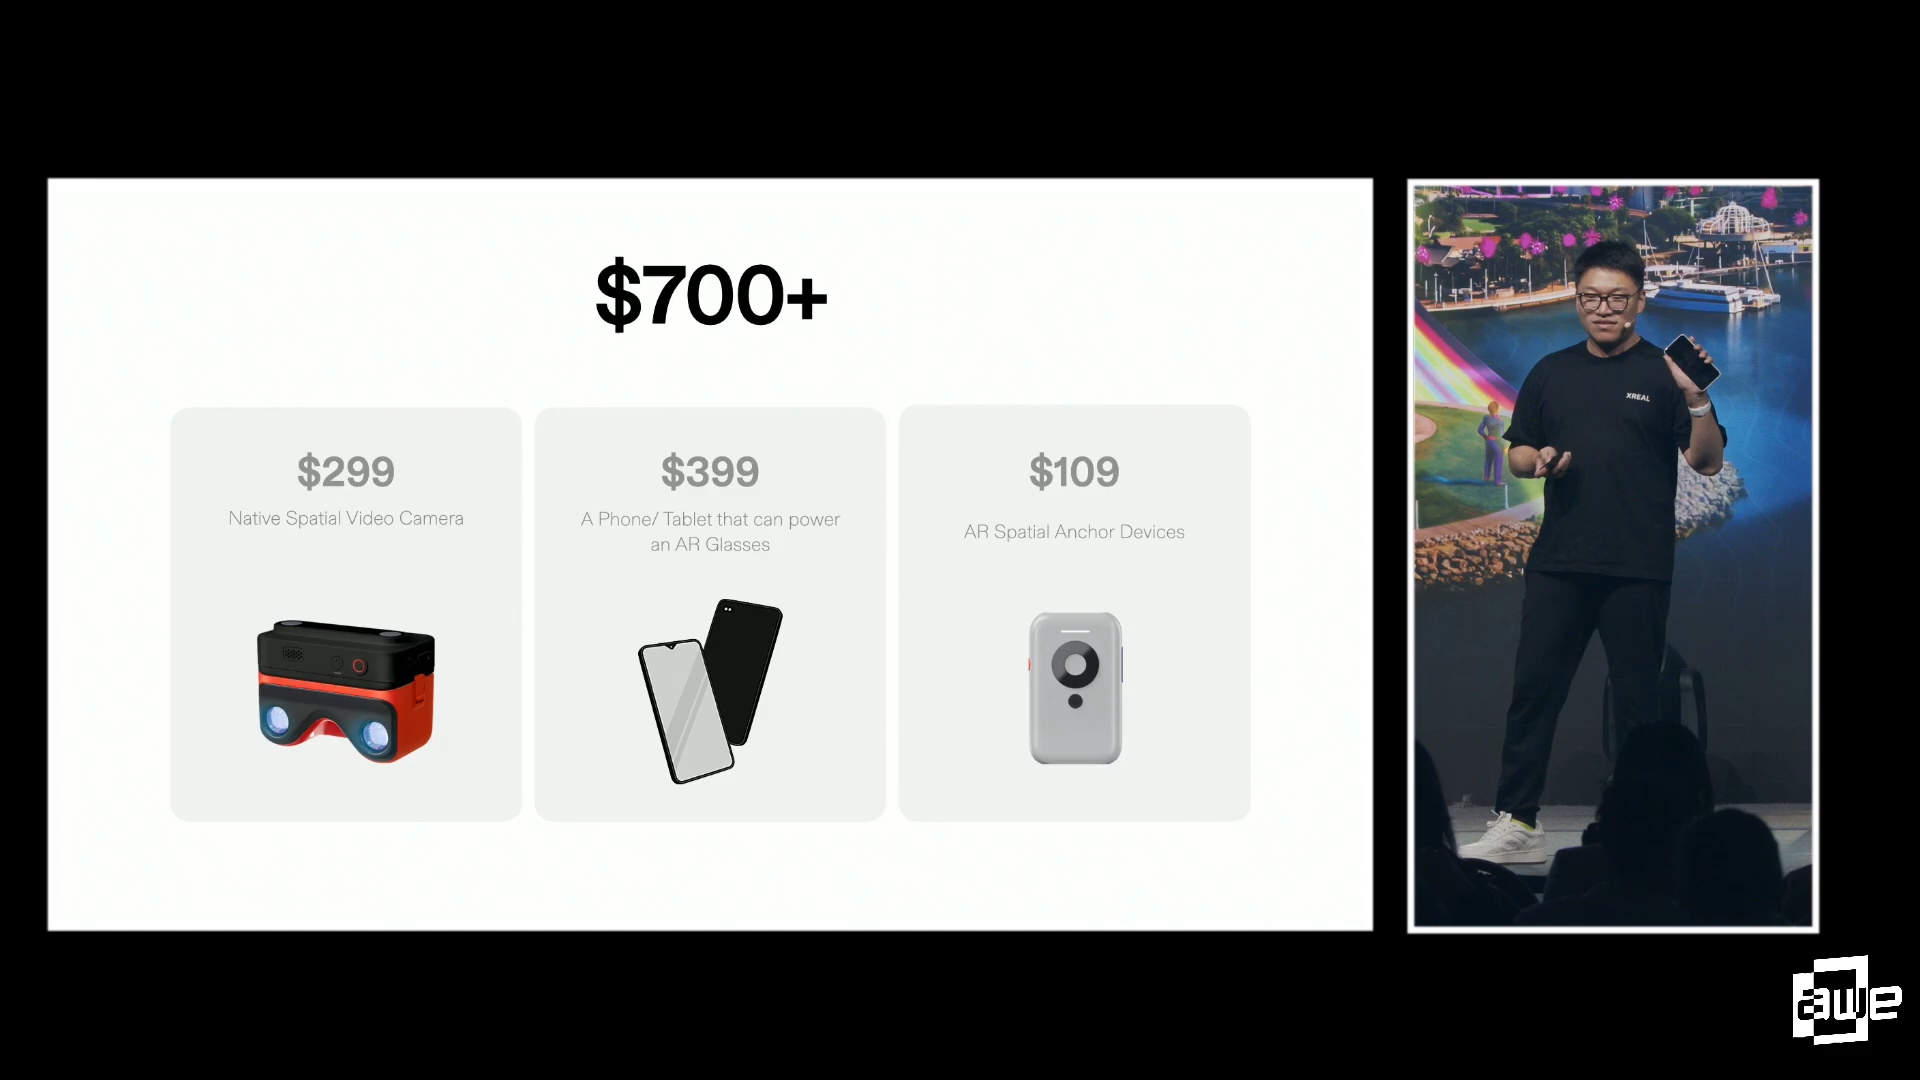 $700+
$299
Native Spatial Video Camera
$399
A Phone/ Tablet that can power
an AR Glasses
$109
AR Spatial Anchor Devices
XREAL
awe